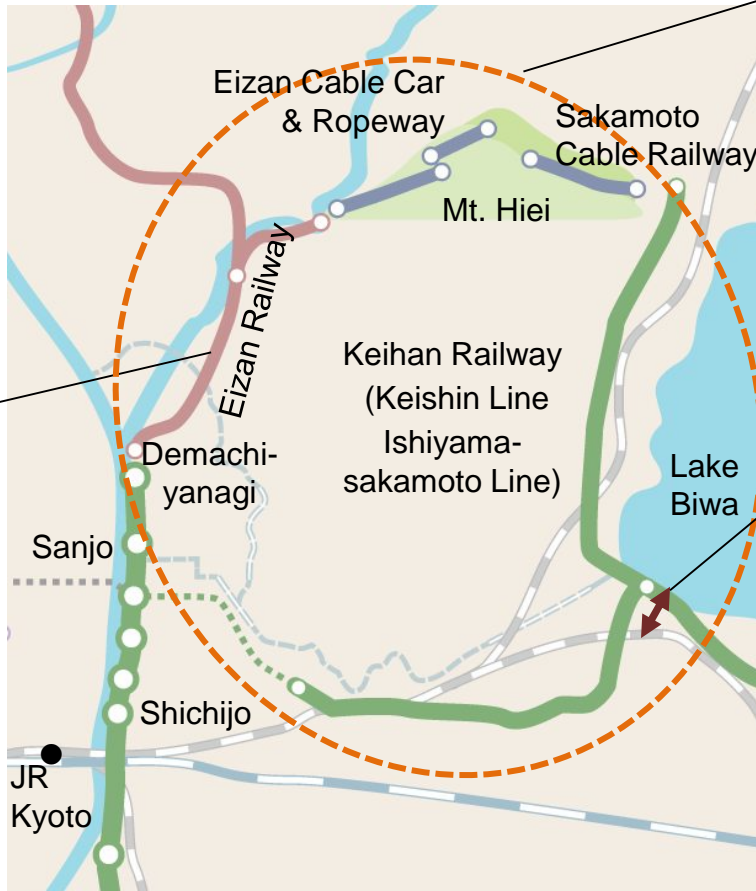 Eizan Cable Car
& Ropeway
Sakamoto
Cable Railway
Mt. Hiei
Eizan Railway
Keihan Railway
(Keishin Line
Ishiyama-
sakamoto Line)
Demachi-
yanagi
Lake
Biwa
Sanjo
Shichijo
JR
Kyoto